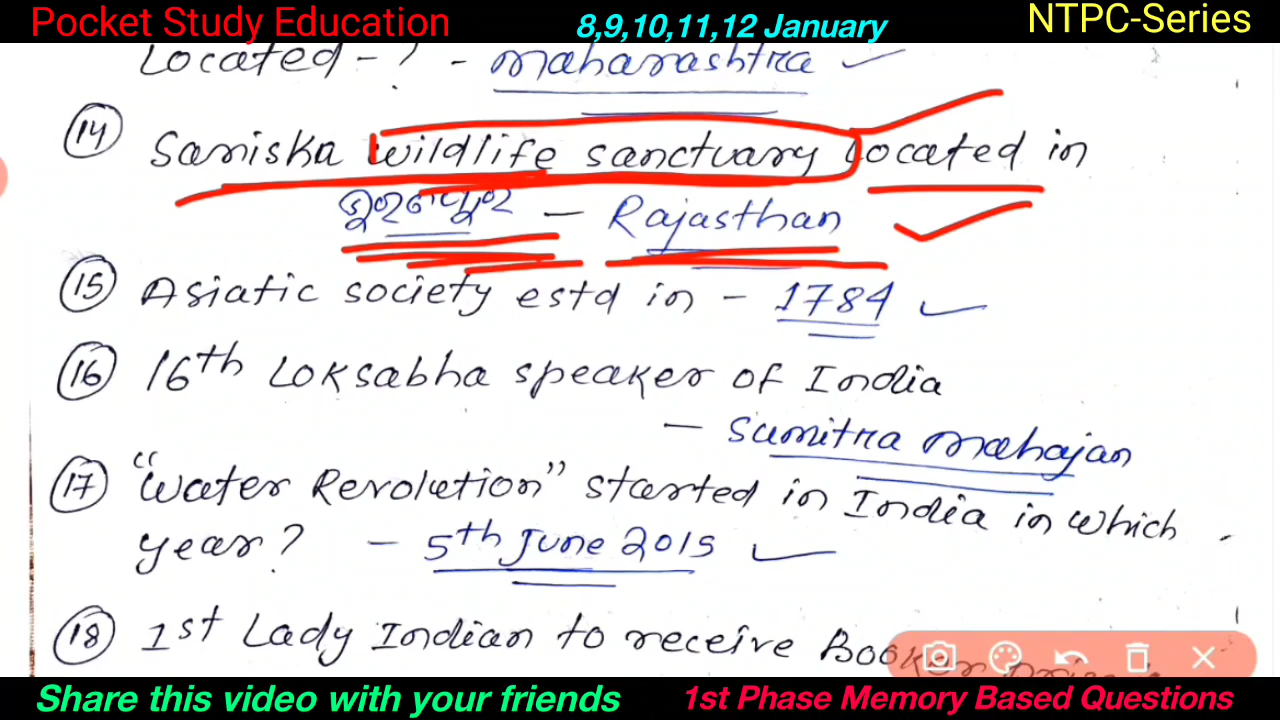 Pocket Study Education
8,9,10,11,12 January
NTPC-Series
Located - ? - Maharashtra
14 Sariska wildlife sanctuary located in
— Rajasthan
15 Asiatic society estd in - 1784
16 16th Loksabha speaker of India
— Sumitra Mahajan
17 "Water Revolution" started in India in which
year? - 5th June 2015
18 1st Lady Indian to receive Booker
Share this video with your friends
1st Phase Memory Based Questions